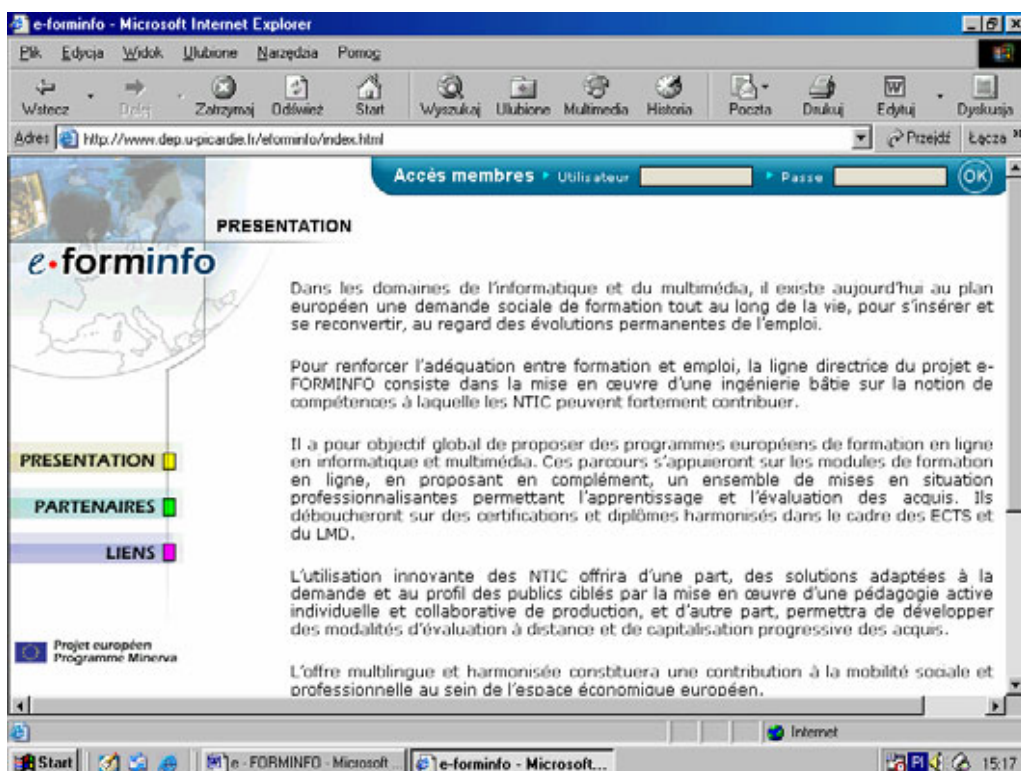 e-forminfo - Microsoft Internet Explorer
Plik Edycja Widok Ulubione Narzędzia Pomoc
Wstecz Dalej Zatrzymaj Odśwież Start Wyszukaj Ulubione Multimedia Historia Poczta Drukuj Edytuj Dyskusja
Adres http://www.dep.u-picardie.fr/eforminfo/index.html Przejdź Łącza »
Accès membres Utilisateur Passe OK
PRESENTATION
e·forminfo
Dans les domaines de l'informatique et du multimédia, il existe aujourd'hui au plan
européen une demande sociale de formation tout au long de la vie, pour s'insérer et
se reconvertir, au regard des évolutions permanentes de l'emploi.
Pour renforcer l'adéquation entre formation et emploi, la ligne directrice du projet e-
FORMINFO consiste dans la mise en œuvre d'une ingénierie bâtie sur la notion de
compétences à laquelle les NTIC peuvent fortement contribuer.
Il a pour objectif global de proposer des programmes européens de formation en ligne
en informatique et multimédia. Ces parcours s'appuieront sur les modules de formation
en ligne, en proposant en complément, un ensemble de mises en situation
professionnalisantes permettant l'apprentissage et l'évaluation des acquis. Ils
déboucheront sur des certifications et diplômes harmonisés dans le cadre des ECTS et
du LMD.
L'utilisation innovante des NTIC offrira d'une part, des solutions adaptées à la
demande et au profil des publics ciblés par la mise en œuvre d'une pédagogie active
individuelle et collaborative de production, et d'autre part, permettra de développer
des modalités d'évaluation à distance et de capitalisation progressive des acquis.
L'offre multilingue et harmonisée constituera une contribution à la mobilité sociale et
professionnelle au sein de l'espace économique européen.
PRESENTATION
PARTENAIRES
LIENS
Projet européen
Programme Minerva
Internet
Start e - FORMINFO - Microsoft ... e-forminfo - Microsoft... Pl 15:17